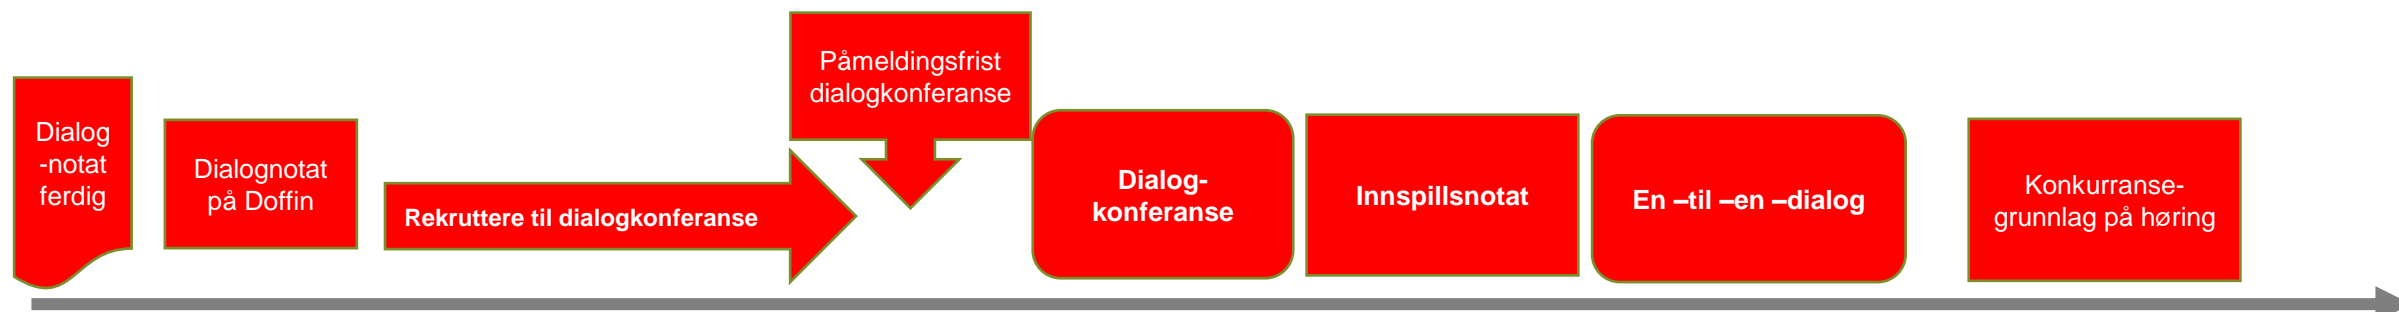 Dialog
-notat
ferdig
Dialognotat
på Doffin
Rekruttere til dialogkonferanse
Påmeldingsfrist
dialogkonferanse
Dialog-
konferanse
Innspillsnotat
En –til –en –dialog
Konkurranse-
grunnlag på høring